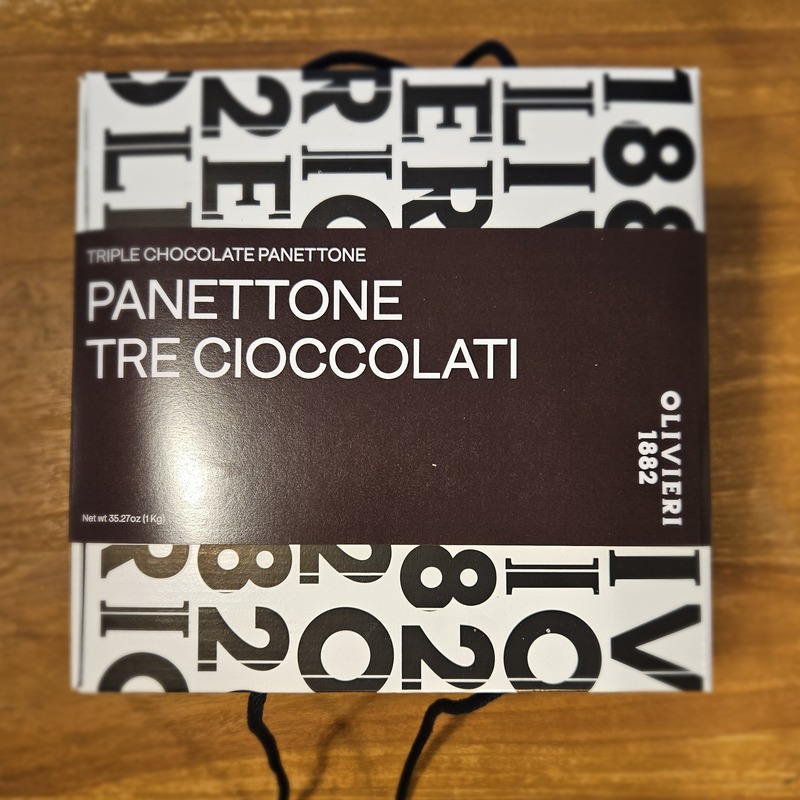 TRIPLE CHOCOLATE PANETTONE
PANETTONE
TRE CIOCCOLATI
OLIVIERI
1882
Net wt 35.27oz (1 Kg)